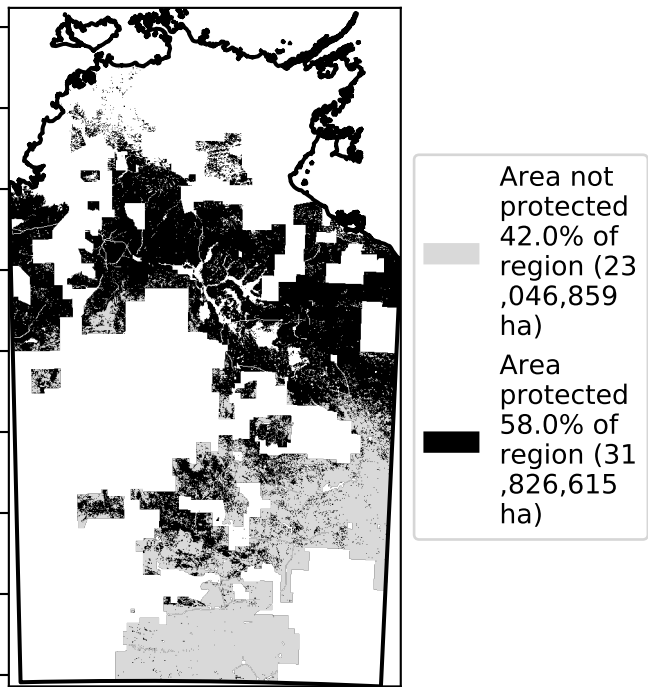 Area not
protected
42.0% of
region (23
,046,859
ha)
Area
protected
58.0% of
region (31
,826,615
ha)